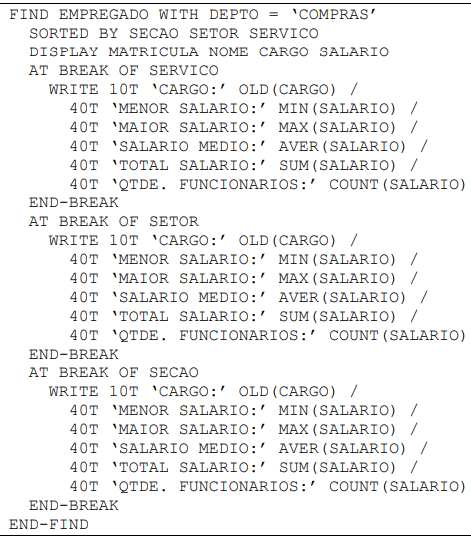 FIND EMPREGADO WITH DEPTO = ‘COMPRAS’
SORTED BY SECAO SETOR SERVICO
DISPLAY MATRICULA NOME CARGO SALARIO
AT BREAK OF SERVICO
WRITE 10T ‘CARGO:’ OLD(CARGO) /
40T ‘MENOR SALARIO:’ MIN(SALARIO) /
40T ‘MAIOR SALARIO:’ MAX(SALARIO) /
40T ‘SALARIO MEDIO:’ AVER(SALARIO) /
40T ‘TOTAL SALARIO:’ SUM(SALARIO) /
40T ‘QTDE. FUNCIONARIOS:’ COUNT(SALARIO)
END-BREAK
AT BREAK OF SETOR
WRITE 10T ‘CARGO:’ OLD(CARGO) /
40T ‘MENOR SALARIO:’ MIN(SALARIO) /
40T ‘MAIOR SALARIO:’ MAX(SALARIO) /
40T ‘SALARIO MEDIO:’ AVER(SALARIO) /
40T ‘TOTAL SALARIO:’ SUM(SALARIO) /
40T ‘QTDE. FUNCIONARIOS:’ COUNT(SALARIO)
END-BREAK
AT BREAK OF SECAO
WRITE 10T ‘CARGO:’ OLD(CARGO) /
40T ‘MENOR SALARIO:’ MIN(SALARIO) /
40T ‘MAIOR SALARIO:’ MAX(SALARIO) /
40T ‘SALARIO MEDIO:’ AVER(SALARIO) /
40T ‘TOTAL SALARIO:’ SUM(SALARIO) /
40T ‘QTDE. FUNCIONARIOS:’ COUNT(SALARIO)
END-BREAK
END-FIND